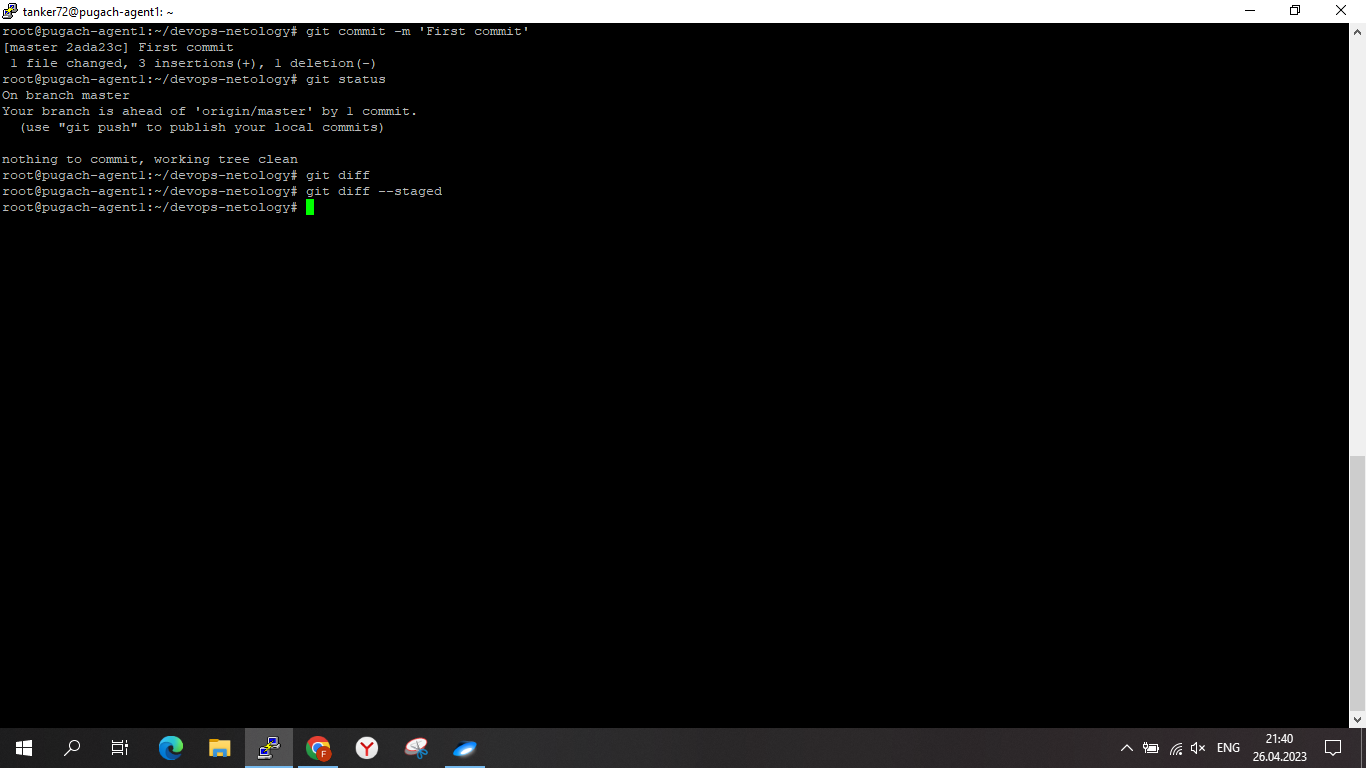 tanker72@pugach-agent1: ~
root@pugach-agent1:~/devops-netology# git commit -m 'First commit'
[master 2ada23c] First commit
 1 file changed, 3 insertions(+), 1 deletion(-)
root@pugach-agent1:~/devops-netology# git status
On branch master
Your branch is ahead of 'origin/master' by 1 commit.
  (use "git push" to publish your local commits)

nothing to commit, working tree clean
root@pugach-agent1:~/devops-netology# git diff
root@pugach-agent1:~/devops-netology# git diff --staged
root@pugach-agent1:~/devops-netology#
F
Y
ENG
21:40
26.04.2023